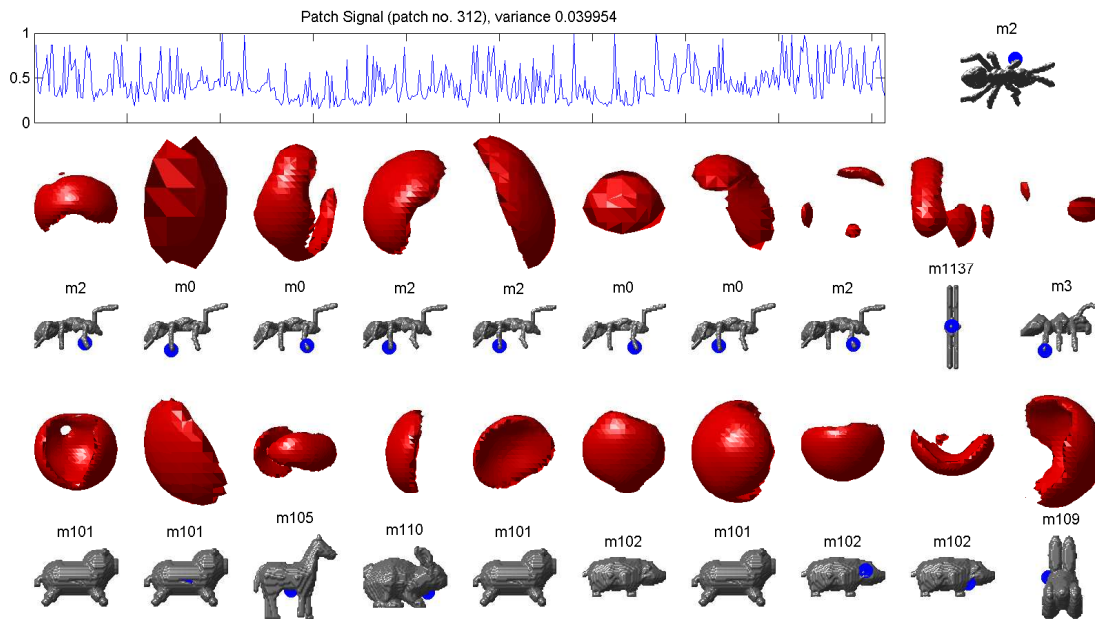 Patch Signal (patch no. 312), variance 0.039954
1
0.5
0
m2
m2 m0 m0 m2 m2 m0 m0 m2 m1137 m3
m101 m101 m105 m110 m101 m102 m101 m102 m102 m109